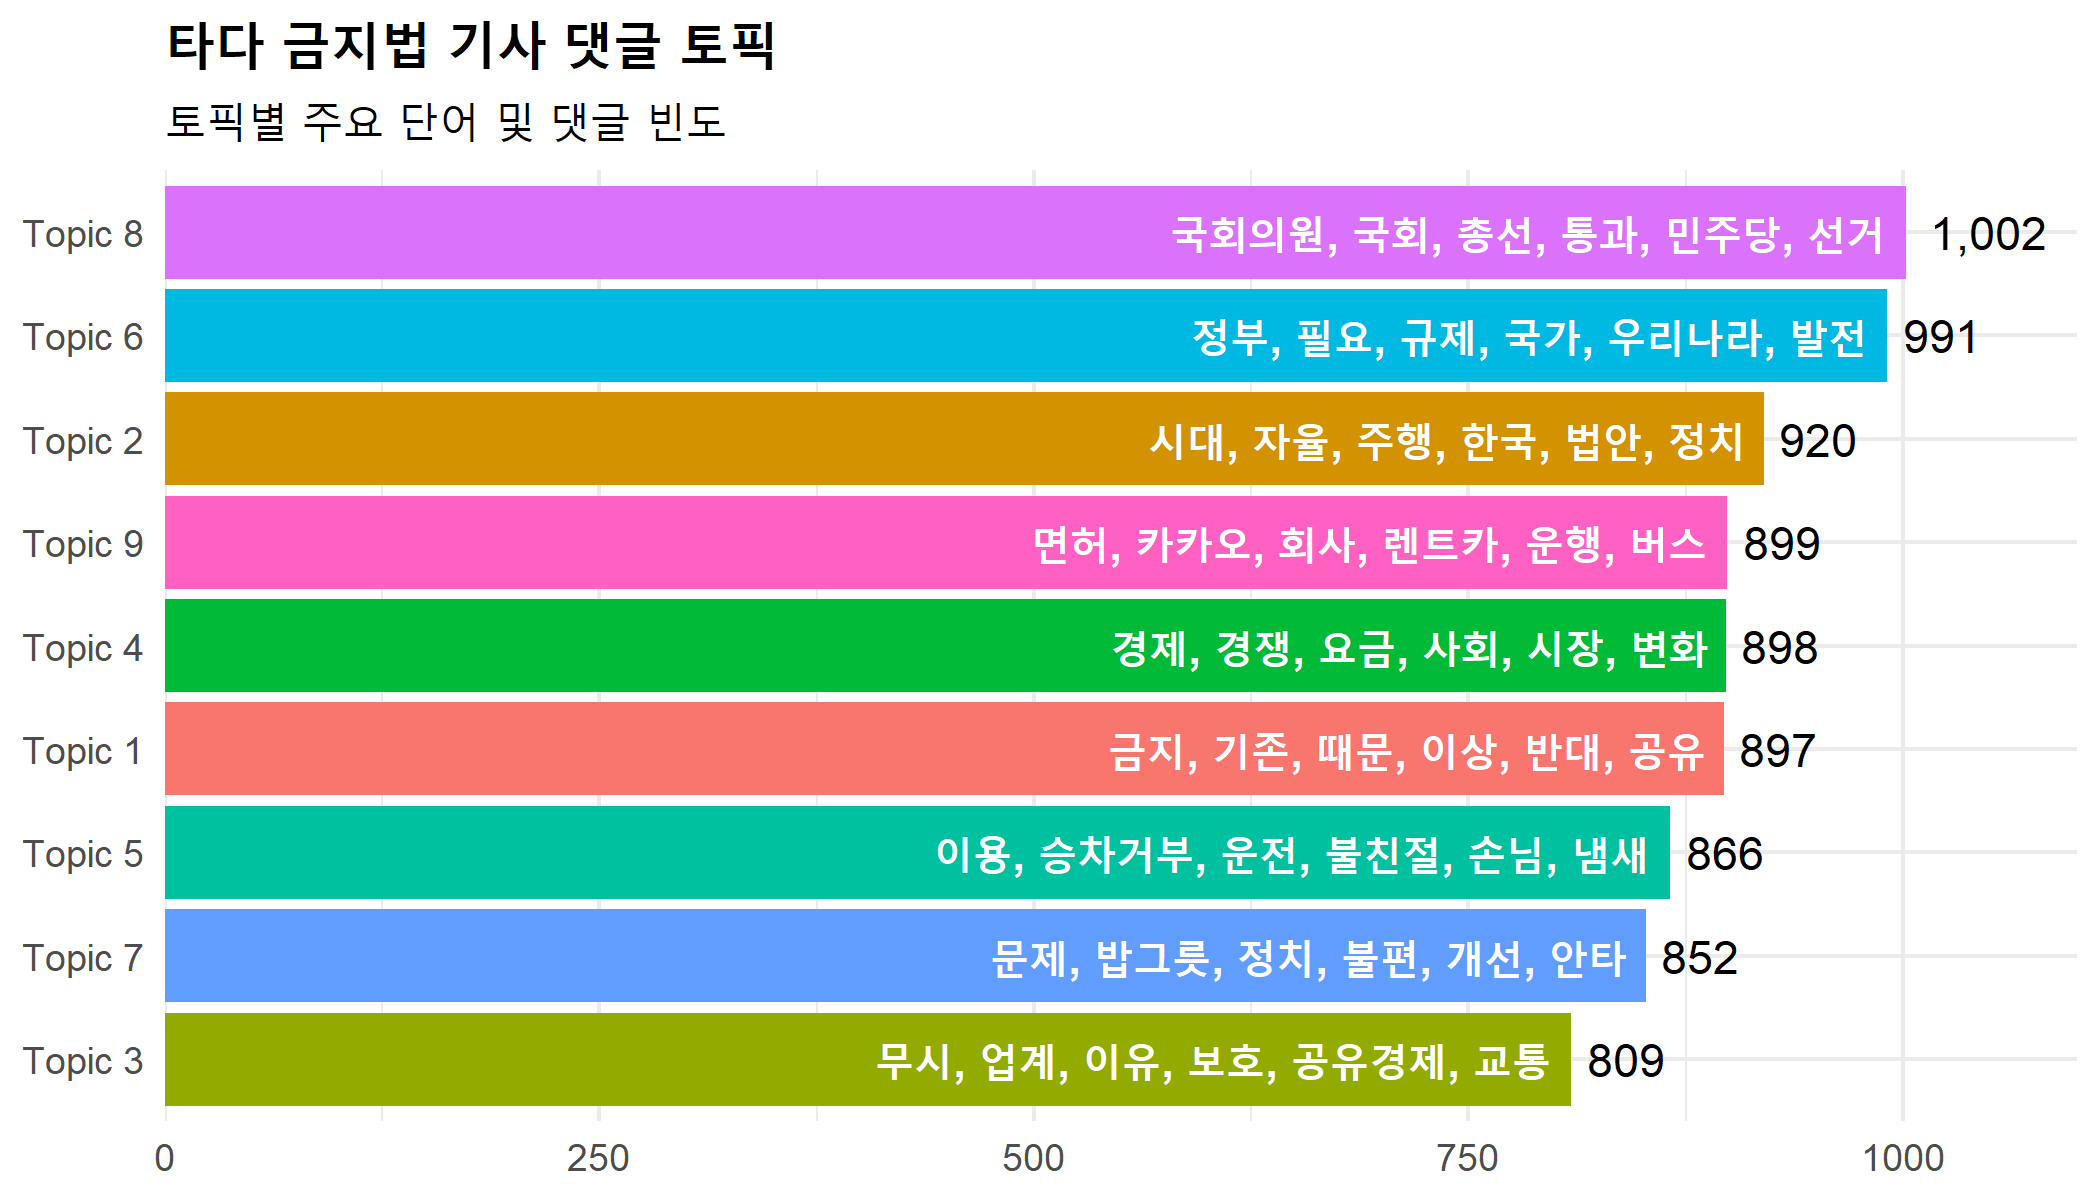 타다 금지법 기사 댓글 토픽
토픽별 주요 단어 및 댓글 빈도
Topic 8 국회의원, 국회, 총선, 통과, 민주당, 선거 1,002
Topic 6 정부, 필요, 규제, 국가, 우리나라, 발전 991
Topic 2 시대, 자율, 주행, 한국, 법안, 정치 920
Topic 9 면허, 카카오, 회사, 렌트카, 운행, 버스 899
Topic 4 경제, 경쟁, 요금, 사회, 시장, 변화 898
Topic 1 금지, 기존, 때문, 이상, 반대, 공유 897
Topic 5 이용, 승차거부, 운전, 불친절, 손님, 냄새 866
Topic 7 문제, 밥그릇, 정치, 불편, 개선, 안타 852
Topic 3 무시, 업계, 이유, 보호, 공유경제, 교통 809
0 250 500 750 1000